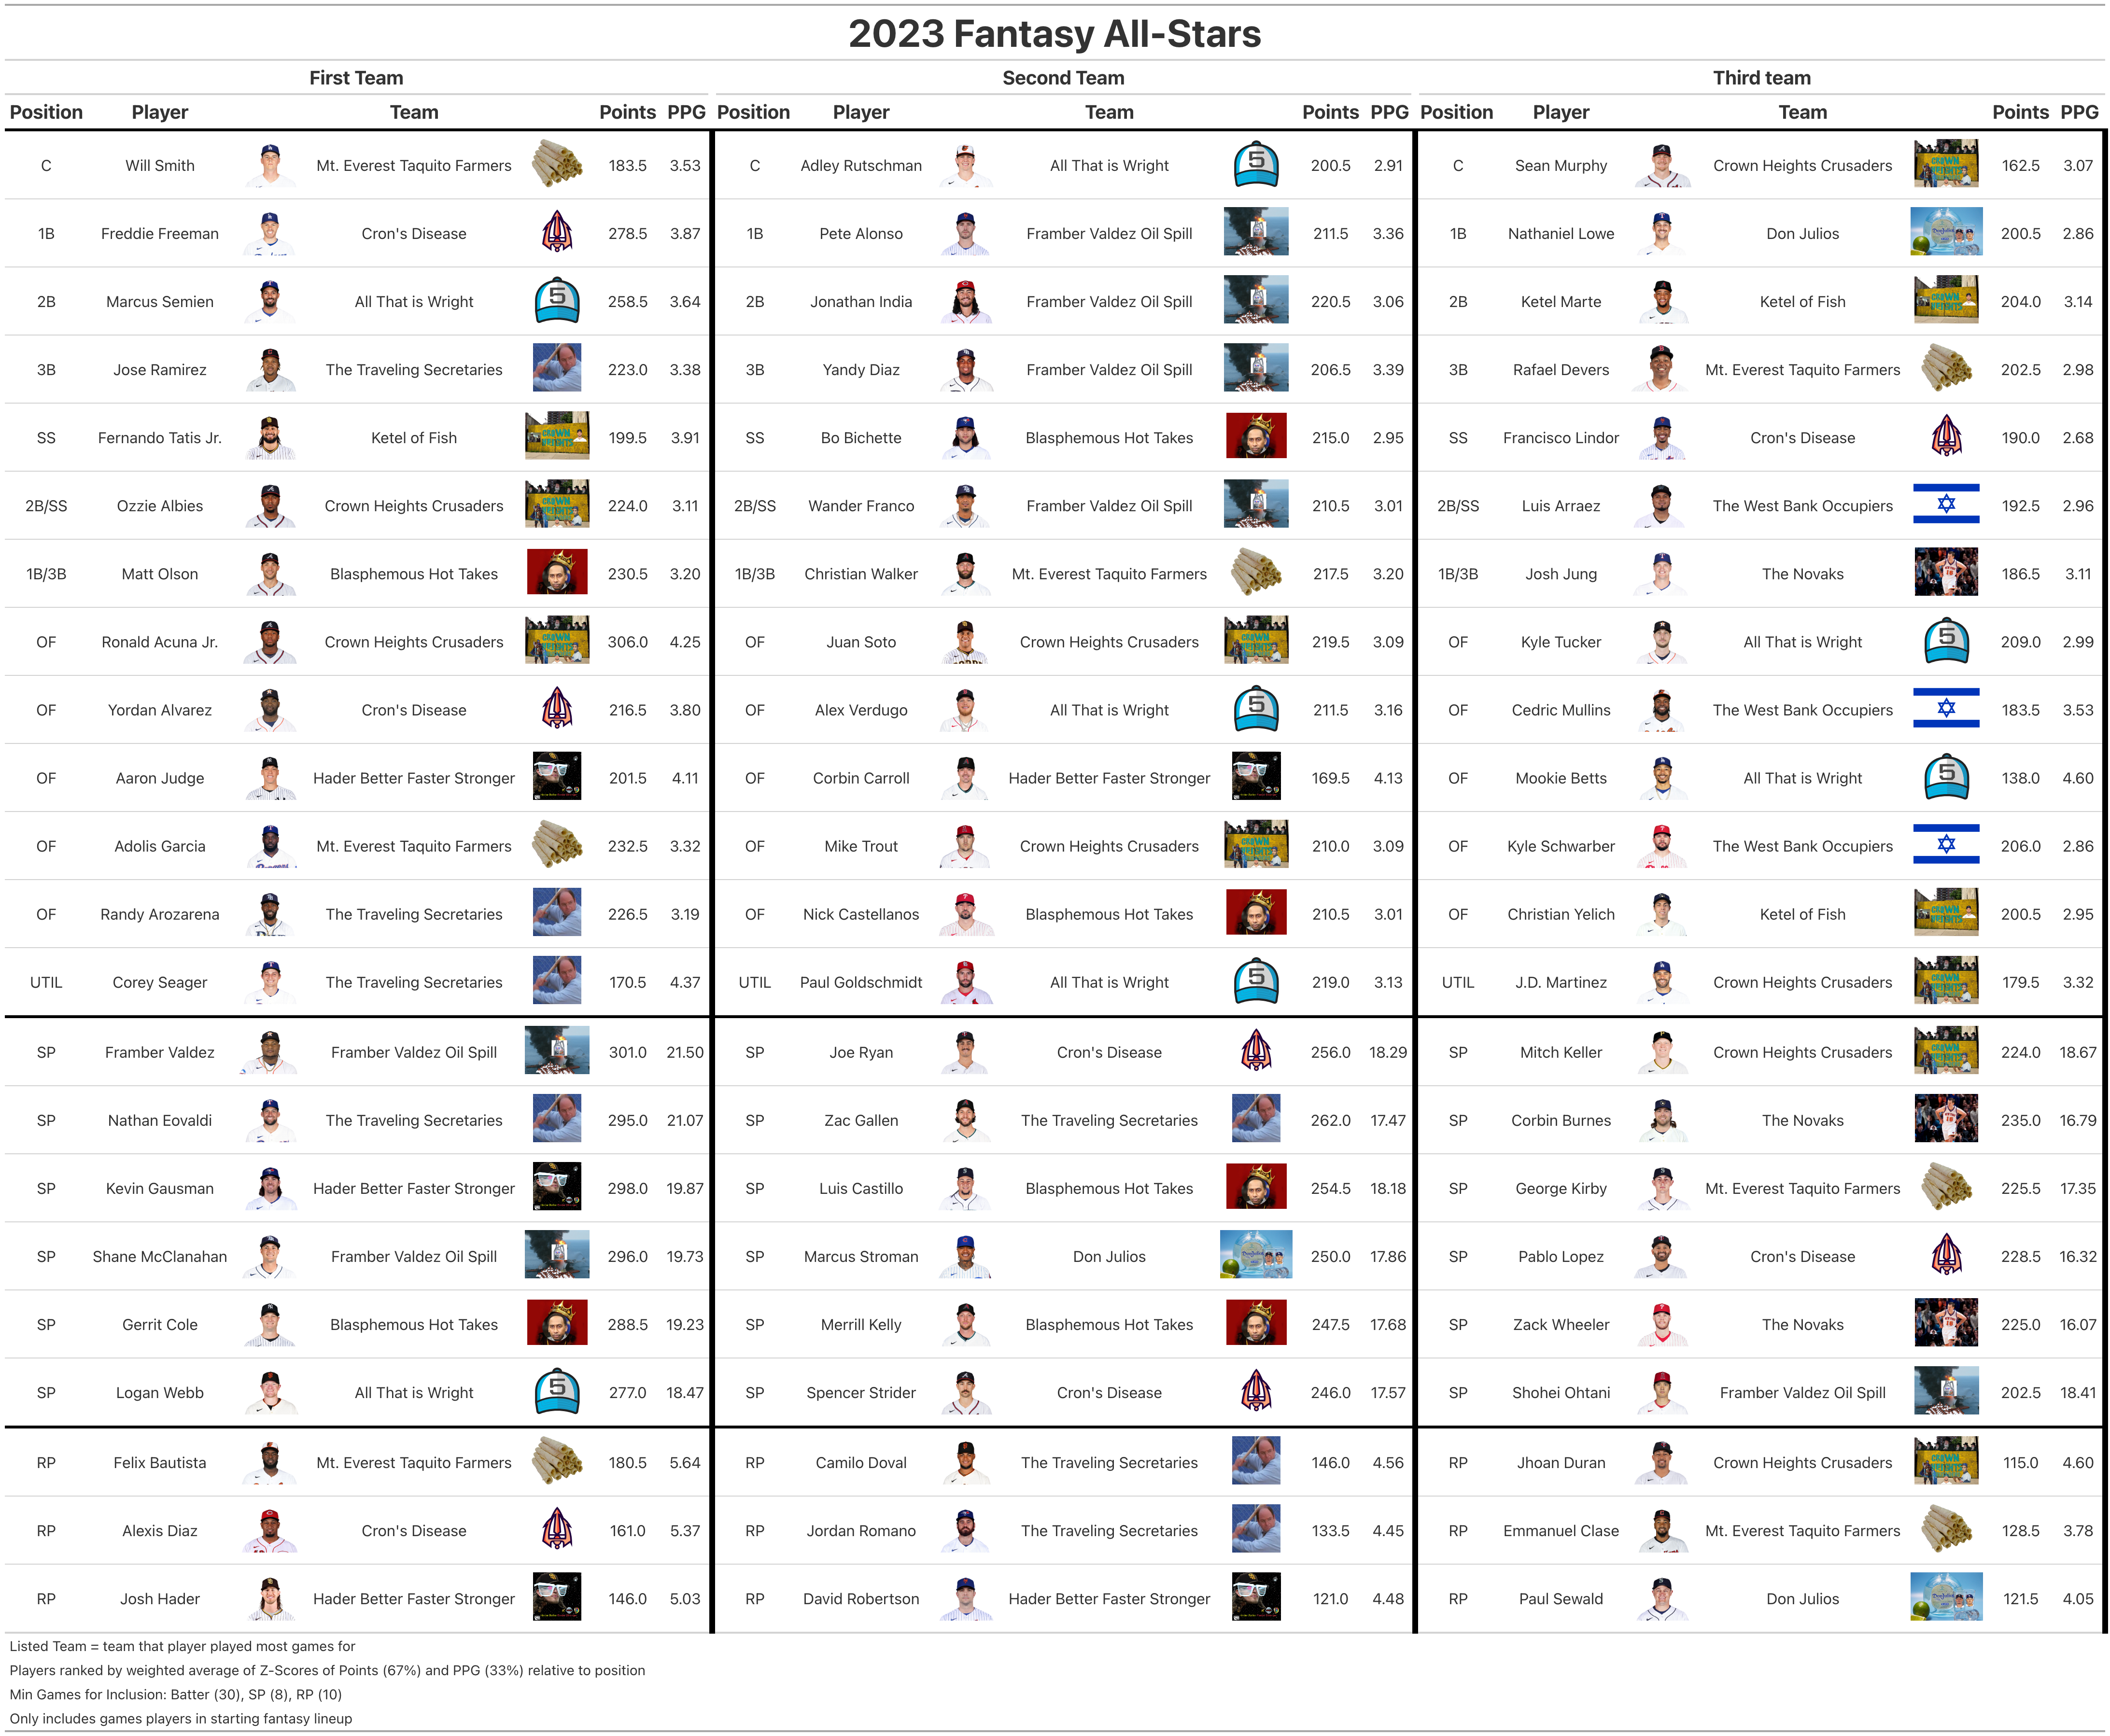 2023 Fantasy All-Stars
First Team Second Team Third team
Position Player Team Points PPG Position Player Team Points PPG Position Player Team Points PPG
C Will Smith Mt. Everest Taquito Farmers 183.5 3.53 C Adley Rutschman All That is Wright 5 200.5 2.91 C Sean Murphy Crown Heights Crusaders 162.5 3.07
1B Freddie Freeman Cron's Disease 278.5 3.87 1B Pete Alonso Framber Valdez Oil Spill 211.5 3.36 1B Nathaniel Lowe Don Julios 200.5 2.86
2B Marcus Semien All That is Wright 5 258.5 3.64 2B Jonathan India Framber Valdez Oil Spill 220.5 3.06 2B Ketel Marte Ketel of Fish 204.0 3.14
3B Jose Ramirez The Traveling Secretaries 223.0 3.38 3B Yandy Diaz Framber Valdez Oil Spill 206.5 3.39 3B Rafael Devers Mt. Everest Taquito Farmers 202.5 2.98
SS Fernando Tatis Jr. Ketel of Fish 199.5 3.91 SS Bo Bichette Blasphemous Hot Takes 215.0 2.95 SS Francisco Lindor Cron's Disease 190.0 2.68
2B/SS Ozzie Albies Crown Heights Crusaders 224.0 3.11 2B/SS Wander Franco Framber Valdez Oil Spill 210.5 3.01 2B/SS Luis Arraez The West Bank Occupiers 192.5 2.96
1B/3B Matt Olson Blasphemous Hot Takes 230.5 3.20 1B/3B Christian Walker Mt. Everest Taquito Farmers 217.5 3.20 1B/3B Josh Jung The Novaks 186.5 3.11
OF Ronald Acuna Jr. Crown Heights Crusaders 306.0 4.25 OF Juan Soto Crown Heights Crusaders 219.5 3.09 OF Kyle Tucker All That is Wright 5 209.0 2.99
OF Yordan Alvarez Cron's Disease 216.5 3.80 OF Alex Verdugo All That is Wright 5 211.5 3.16 OF Cedric Mullins The West Bank Occupiers 183.5 3.53
OF Aaron Judge Hader Better Faster Stronger 201.5 4.11 OF Corbin Carroll Hader Better Faster Stronger 169.5 4.13 OF Mookie Betts All That is Wright 5 138.0 4.60
OF Adolis Garcia Mt. Everest Taquito Farmers 232.5 3.32 OF Mike Trout Crown Heights Crusaders 210.0 3.09 OF Kyle Schwarber The West Bank Occupiers 206.0 2.86
OF Randy Arozarena The Traveling Secretaries 226.5 3.19 OF Nick Castellanos Blasphemous Hot Takes 210.5 3.01 OF Christian Yelich Ketel of Fish 200.5 2.95
UTIL Corey Seager The Traveling Secretaries 170.5 4.37 UTIL Paul Goldschmidt All That is Wright 5 219.0 3.13 UTIL J.D. Martinez Crown Heights Crusaders 179.5 3.32
SP Framber Valdez Framber Valdez Oil Spill 301.0 21.50 SP Joe Ryan Cron's Disease 256.0 18.29 SP Mitch Keller Crown Heights Crusaders 224.0 18.67
SP Nathan Eovaldi The Traveling Secretaries 295.0 21.07 SP Zac Gallen The Traveling Secretaries 262.0 17.47 SP Corbin Burnes The Novaks 235.0 16.79
SP Kevin Gausman Hader Better Faster Stronger 298.0 19.87 SP Luis Castillo Blasphemous Hot Takes 254.5 18.18 SP George Kirby Mt. Everest Taquito Farmers 225.5 17.35
SP Shane McClanahan Framber Valdez Oil Spill 296.0 19.73 SP Marcus Stroman Don Julios 250.0 17.86 SP Pablo Lopez Cron's Disease 228.5 16.32
SP Gerrit Cole Blasphemous Hot Takes 288.5 19.23 SP Merrill Kelly Blasphemous Hot Takes 247.5 17.68 SP Zack Wheeler The Novaks 225.0 16.07
SP Logan Webb All That is Wright 5 277.0 18.47 SP Spencer Strider Cron's Disease 246.0 17.57 SP Shohei Ohtani Framber Valdez Oil Spill 202.5 18.41
RP Felix Bautista Mt. Everest Taquito Farmers 180.5 5.64 RP Camilo Doval The Traveling Secretaries 146.0 4.56 RP Jhoan Duran Crown Heights Crusaders 115.0 4.60
RP Alexis Diaz Cron's Disease 161.0 5.37 RP Jordan Romano The Traveling Secretaries 133.5 4.45 RP Emmanuel Clase Mt. Everest Taquito Farmers 128.5 3.78
RP Josh Hader Hader Better Faster Stronger 146.0 5.03 RP David Robertson Hader Better Faster Stronger 121.0 4.48 RP Paul Sewald Don Julios 121.5 4.05
Listed Team = team that player played most games for
Players ranked by weighted average of Z-Scores of Points (67%) and PPG (33%) relative to position
Min Games for Inclusion: Batter (30), SP (8), RP (10)
Only includes games players in starting fantasy lineup